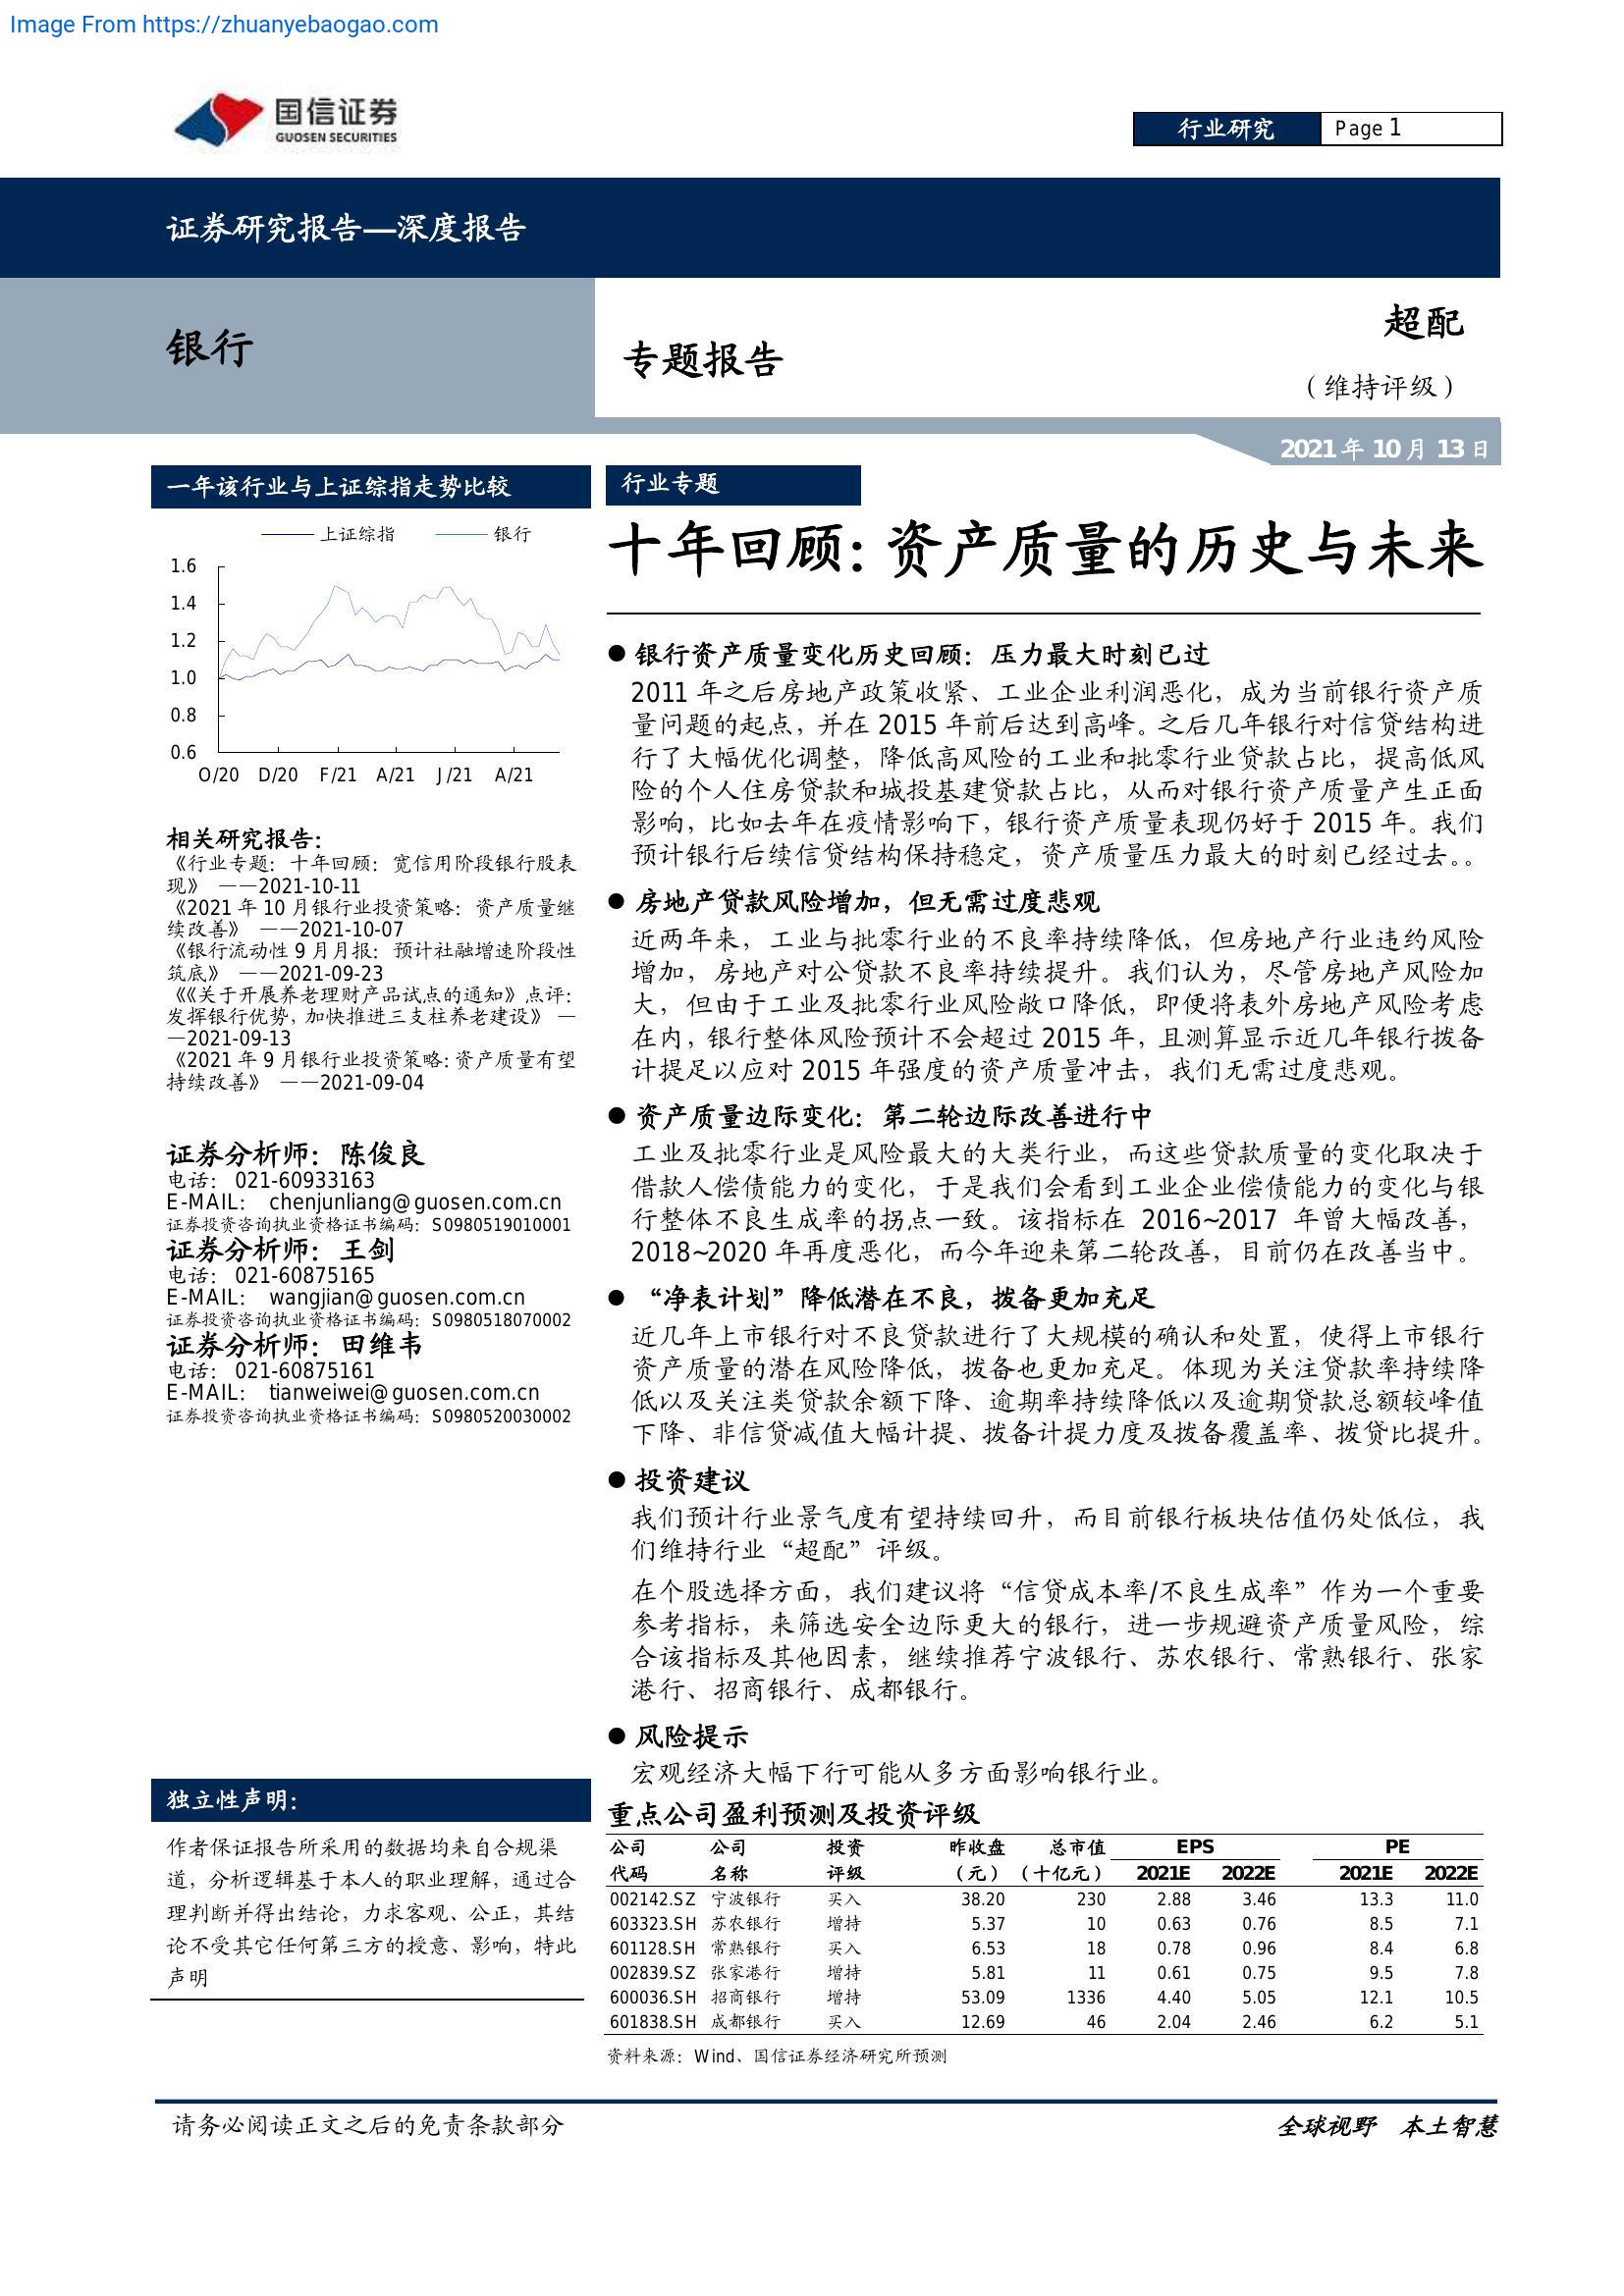 Image From https://zhuanyebaogao.com
国信证券
GUOSEN SECURITIES
行业研究
Page 1
证券研究报告—深度报告
银行
专题报告
超配
（维持评级）
2021 年 10 月 13 日
一年该行业与上证综指走势比较
上证综指 银行
1.6
1.4
1.2
1.0
0.8
0.6
O/20 D/20 F/21 A/21 J/21 A/21
相关研究报告：
《行业专题：十年回顾：宽信用阶段银行股表
现》 ——2021-10-11
《2021 年 10 月银行业投资策略：资产质量继
续改善》 ——2021-10-07
《银行流动性 9 月月报：预计社融增速阶段性
筑底》 ——2021-09-23
《《关于开展养老理财产品试点的通知》点评：
发挥银行优势，加快推进三支柱养老建设》 —
—2021-09-13
《2021 年 9 月银行业投资策略：资产质量有望
持续改善》 ——2021-09-04
证券分析师：陈俊良
电话： 021-60933163
E-MAIL： chenjunliang@guosen.com.cn
证券投资咨询执业资格证书编码：S0980519010001
证券分析师：王剑
电话： 021-60875165
E-MAIL： wangjian@guosen.com.cn
证券投资咨询执业资格证书编码：S0980518070002
证券分析师：田维韦
电话： 021-60875161
E-MAIL： tianweiwei@guosen.com.cn
证券投资咨询执业资格证书编码：S0980520030002
独立性声明：
作者保证报告所采用的数据均来自合规渠
道，分析逻辑基于本人的职业理解，通过合
理判断并得出结论，力求客观、公正，其结
论不受其它任何第三方的授意、影响，特此
声明
行业专题
十年回顾：资产质量的历史与未来
● 银行资产质量变化历史回顾：压力最大时刻已过
2011 年之后房地产政策收紧、工业企业利润恶化，成为当前银行资产质
量问题的起点，并在 2015 年前后达到高峰。之后几年银行对信贷结构进
行了大幅优化调整，降低高风险的工业和批零行业贷款占比，提高低风
险的个人住房贷款和城投基建贷款占比，从而对银行资产质量产生正面
影响，比如去年在疫情影响下，银行资产质量表现仍好于 2015 年。我们
预计银行后续信贷结构保持稳定，资产质量压力最大的时刻已经过去。。
● 房地产贷款风险增加，但无需过度悲观
近两年来，工业与批零行业的不良率持续降低，但房地产行业违约风险
增加，房地产对公贷款不良率持续提升。我们认为，尽管房地产风险加
大，但由于工业及批零行业风险敞口降低，即便将表外房地产风险考虑
在内，银行整体风险预计不会超过 2015 年，且测算显示近几年银行拨备
计提足以应对 2015 年强度的资产质量冲击，我们无需过度悲观。
● 资产质量边际变化：第二轮边际改善进行中
工业及批零行业是风险最大的大类行业，而这些贷款质量的变化取决于
借款人偿债能力的变化，于是我们会看到工业企业偿债能力的变化与银
行整体不良生成率的拐点一致。该指标在 2016~2017 年曾大幅改善，
2018~2020 年再度恶化，而今年迎来第二轮改善，目前仍在改善当中。
● “净表计划”降低潜在不良，拨备更加充足
近几年上市银行对不良贷款进行了大规模的确认和处置，使得上市银行
资产质量的潜在风险降低，拨备也更加充足。体现为关注贷款率持续降
低以及关注类贷款余额下降、逾期率持续降低以及逾期贷款总额较峰值
下降、非信贷减值大幅计提、拨备计提力度及拨备覆盖率、拨贷比提升。
● 投资建议
我们预计行业景气度有望持续回升，而目前银行板块估值仍处低位，我
们维持行业“超配”评级。
在个股选择方面，我们建议将“信贷成本率/不良生成率”作为一个重要
参考指标，来筛选安全边际更大的银行，进一步规避资产质量风险，综
合该指标及其他因素，继续推荐宁波银行、苏农银行、常熟银行、张家
港行、招商银行、成都银行。
● 风险提示
宏观经济大幅下行可能从多方面影响银行业。
重点公司盈利预测及投资评级
公司 公司 投资 昨收盘 总市值 EPS PE
代码 名称 评级 （元） （十亿元） 2021E 2022E 2021E 2022E
002142.SZ 宁波银行 买入 38.20 230 2.88 3.46 13.3 11.0
603323.SH 苏农银行 增持 5.37 10 0.63 0.76 8.5 7.1
601128.SH 常熟银行 买入 6.53 18 0.78 0.96 8.4 6.8
002839.SZ 张家港行 增持 5.81 11 0.61 0.75 9.5 7.8
600036.SH 招商银行 增持 53.09 1336 4.40 5.05 12.1 10.5
601838.SH 成都银行 买入 12.69 46 2.04 2.46 6.2 5.1
资料来源：Wind、国信证券经济研究所预测
请务必阅读正文之后的免责条款部分
全球视野 本土智慧